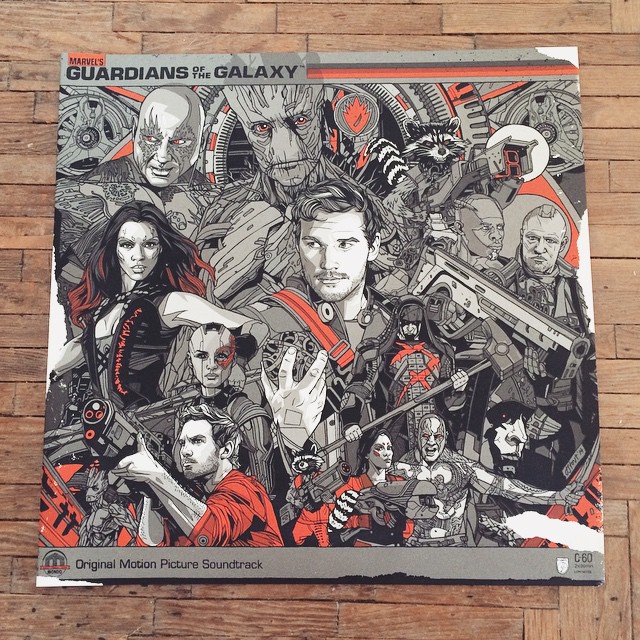 MARVEL'S
GUARDIANS OF THE GALAXY
Original Motion Picture Soundtrack
C-60